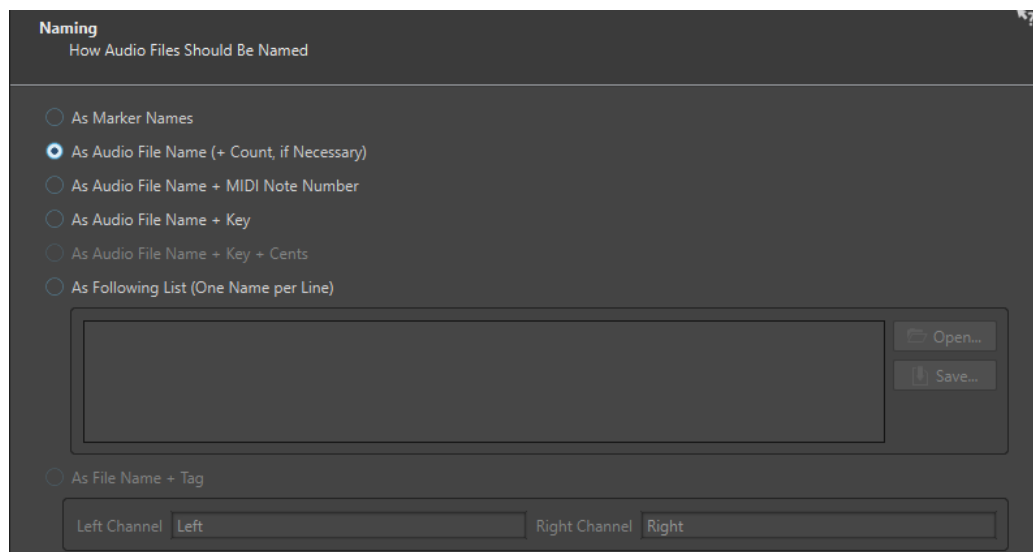 Naming
How Audio Files Should Be Named
As Marker Names
As Audio File Name (+ Count, if Necessary)
As Audio File Name + MIDI Note Number
As Audio File Name + Key
As Audio File Name + Key + Cents
As Following List (One Name per Line)
Open...
Save...
As File Name + Tag
Left Channel Left Right Channel Right